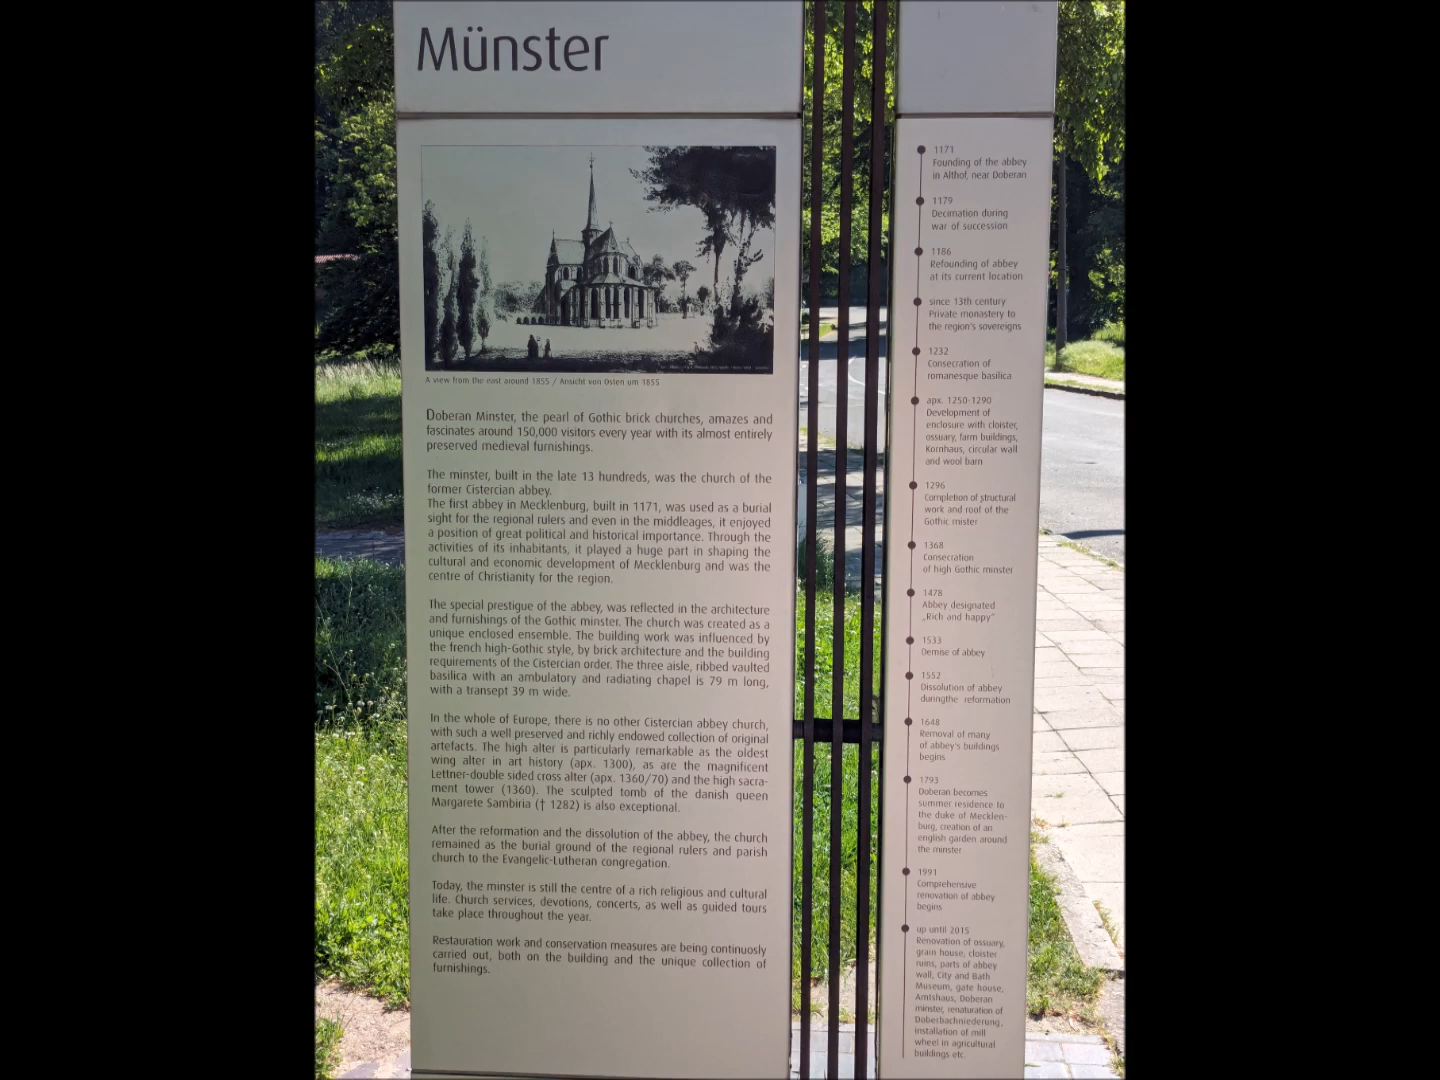 Münster
A view from the east around 1855 / Ansicht von Osten um 1855
Doberan Minster, the pearl of Gothic brick churches, amazes and
fascinates around 150,000 visitors every year with its almost entirely
preserved medieval furnishings.
The minster, built in the late 13 hundreds, was the church of the
former Cistercian abbey.
The first abbey in Mecklenburg, built in 1171, was used as a burial
sight for the regional rulers and even in the middleages, it enjoyed
a position of great political and historical importance. Through the
activities of its inhabitants, it played a huge part in shaping the
cultural and economic development of Mecklenburg and was the
centre of Christianity for the region.
The special prestigue of the abbey, was reflected in the architecture
and furnishings of the Gothic minster. The church was created as a
unique enclosed ensemble. The building work was influenced by
the french high-Gothic style, by brick architecture and the building
requirements of the Cistercian order. The three aisle, ribbed vaulted
basilica with an ambulatory and radiating chapel is 79 m long,
with a transept 39 m wide.
In the whole of Europe, there is no other Cistercian abbey church,
with such a well preserved and richly endowed collection of original
artefacts. The high alter is particularly remarkable as the oldest
wing alter in art history (apx. 1300), as are the magnificent
Lettner-double sided cross alter (apx. 1360/70) and the high sacra-
ment tower (1360). The sculpted tomb of the danish queen
Margarete Sambiria († 1282) is also exceptional.
After the reformation and the dissolution of the abbey, the church
remained as the burial ground of the regional rulers and parish
church to the Evangelic-Lutheran congregation.
Today, the minster is still the centre of a rich religious and cultural
life. Church services, devotions, concerts, as well as guided tours
take place throughout the year.
Restauration work and conservation measures are being continuosly
carried out, both on the building and the unique collection of
furnishings.
1171
Founding of the abbey
in Althof, near Doberan
1179
Decimation during
war of succession
1186
Refounding of abbey
at its current location
since 13th century
Private monastery to
the region's sovereigns
1232
Consecration of
romanesque basilica
apx. 1250-1290
Development of
enclosure with cloister,
ossuary, farm buildings,
Kornhaus, circular wall
and wool barn
1296
Completion of structural
work and roof of the
Gothic mister
1368
Consecration
of high Gothic minster
1478
Abbey designated
„Rich and happy"
1533
Demise of abbey
1552
Dissolution of abbey
duringthe reformation
1648
Removal of many
of abbey's buildings
begins
1793
Doberan becomes
summer residence to
the duke of Mecklen-
burg, creation of an
english garden around
the minster
1991
Comprehensive
renovation of abbey
begins
up until 2015
Renovation of ossuary,
grain house, cloister
ruins, parts of abbey
wall, City and Bath
Museum, gate house,
Amtshaus, Doberan
minster, renaturation of
Doberbachniederung,
installation of mill
wheel in agricultural
buildings etc.